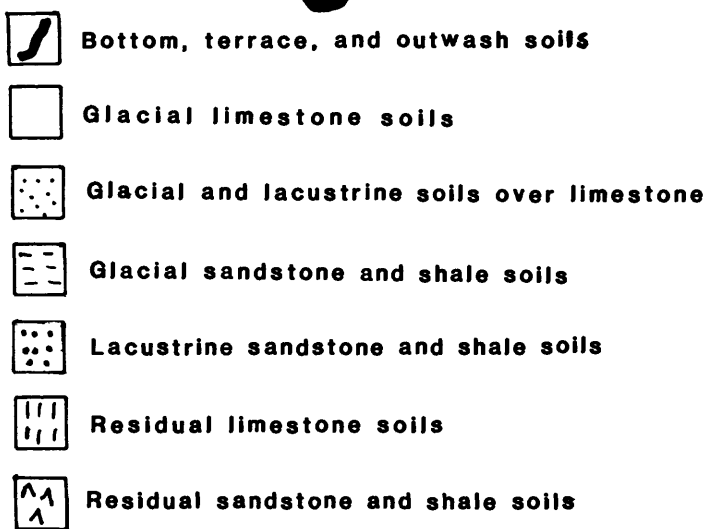 Bottom, terrace, and outwash soils
Glacial limestone soils
Glacial and lacustrine soils over limestone
Glacial sandstone and shale soils
Lacustrine sandstone and shale soils
Residual limestone soils
Residual sandstone and shale soils